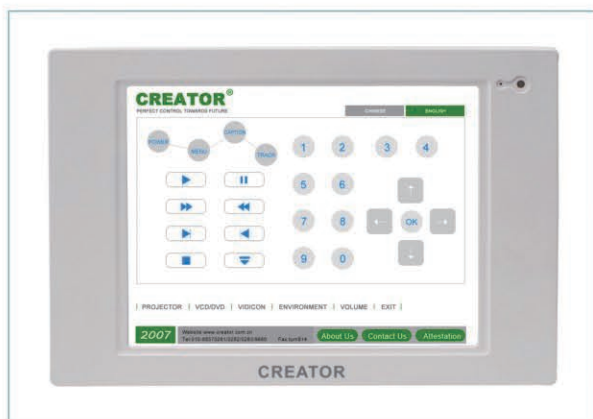 CREATOR®
PERFECT CONTROL TOWARDS FUTURE
CHINESE ENGLISH
POWER MENU CAPTION TRACK
1 2 3 4
5 6
7 8 OK
9 0
| PROJECTOR | VCD/DVD | VIDICON | ENVIRONMENT | VOLUME | EXIT |
2007 Website:www.creator.com.cn About Us Contact Us Attestation
CREATOR